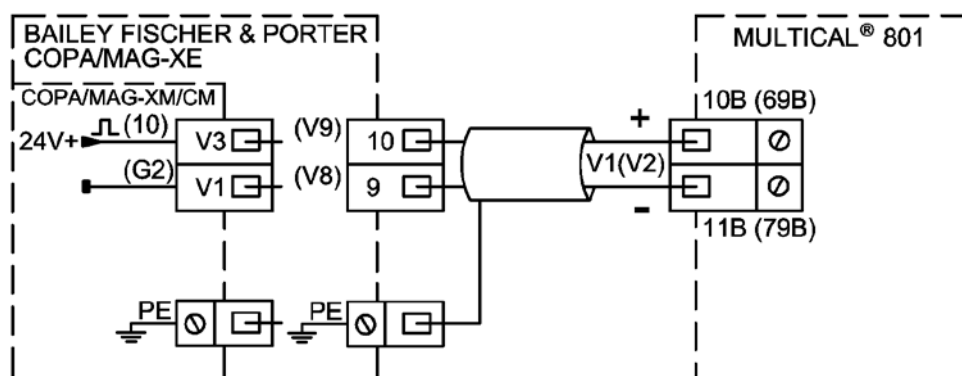 BAILEY FISCHER & PORTER
COPA/MAG-XE
MULTICAL® 801
COPA/MAG-XM/CM
24V+ (10) V3 (V9) 10 + 10B (69B)
V1(V2)
(G2) V1 (V8) 9 - 11B (79B)
PE PE